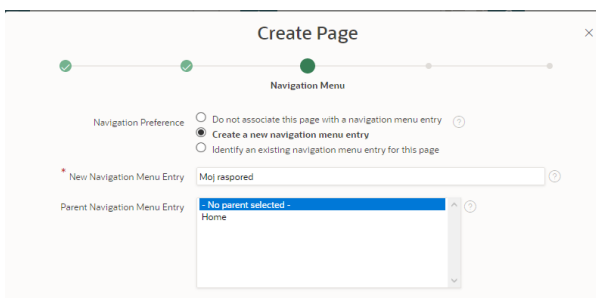 Create Page
Navigation Menu
Navigation Preference
Do not associate this page with a navigation menu entry
Create a new navigation menu entry
Identify an existing navigation menu entry for this page
* New Navigation Menu Entry
Moj raspored
Parent Navigation Menu Entry
- No parent selected -
Home